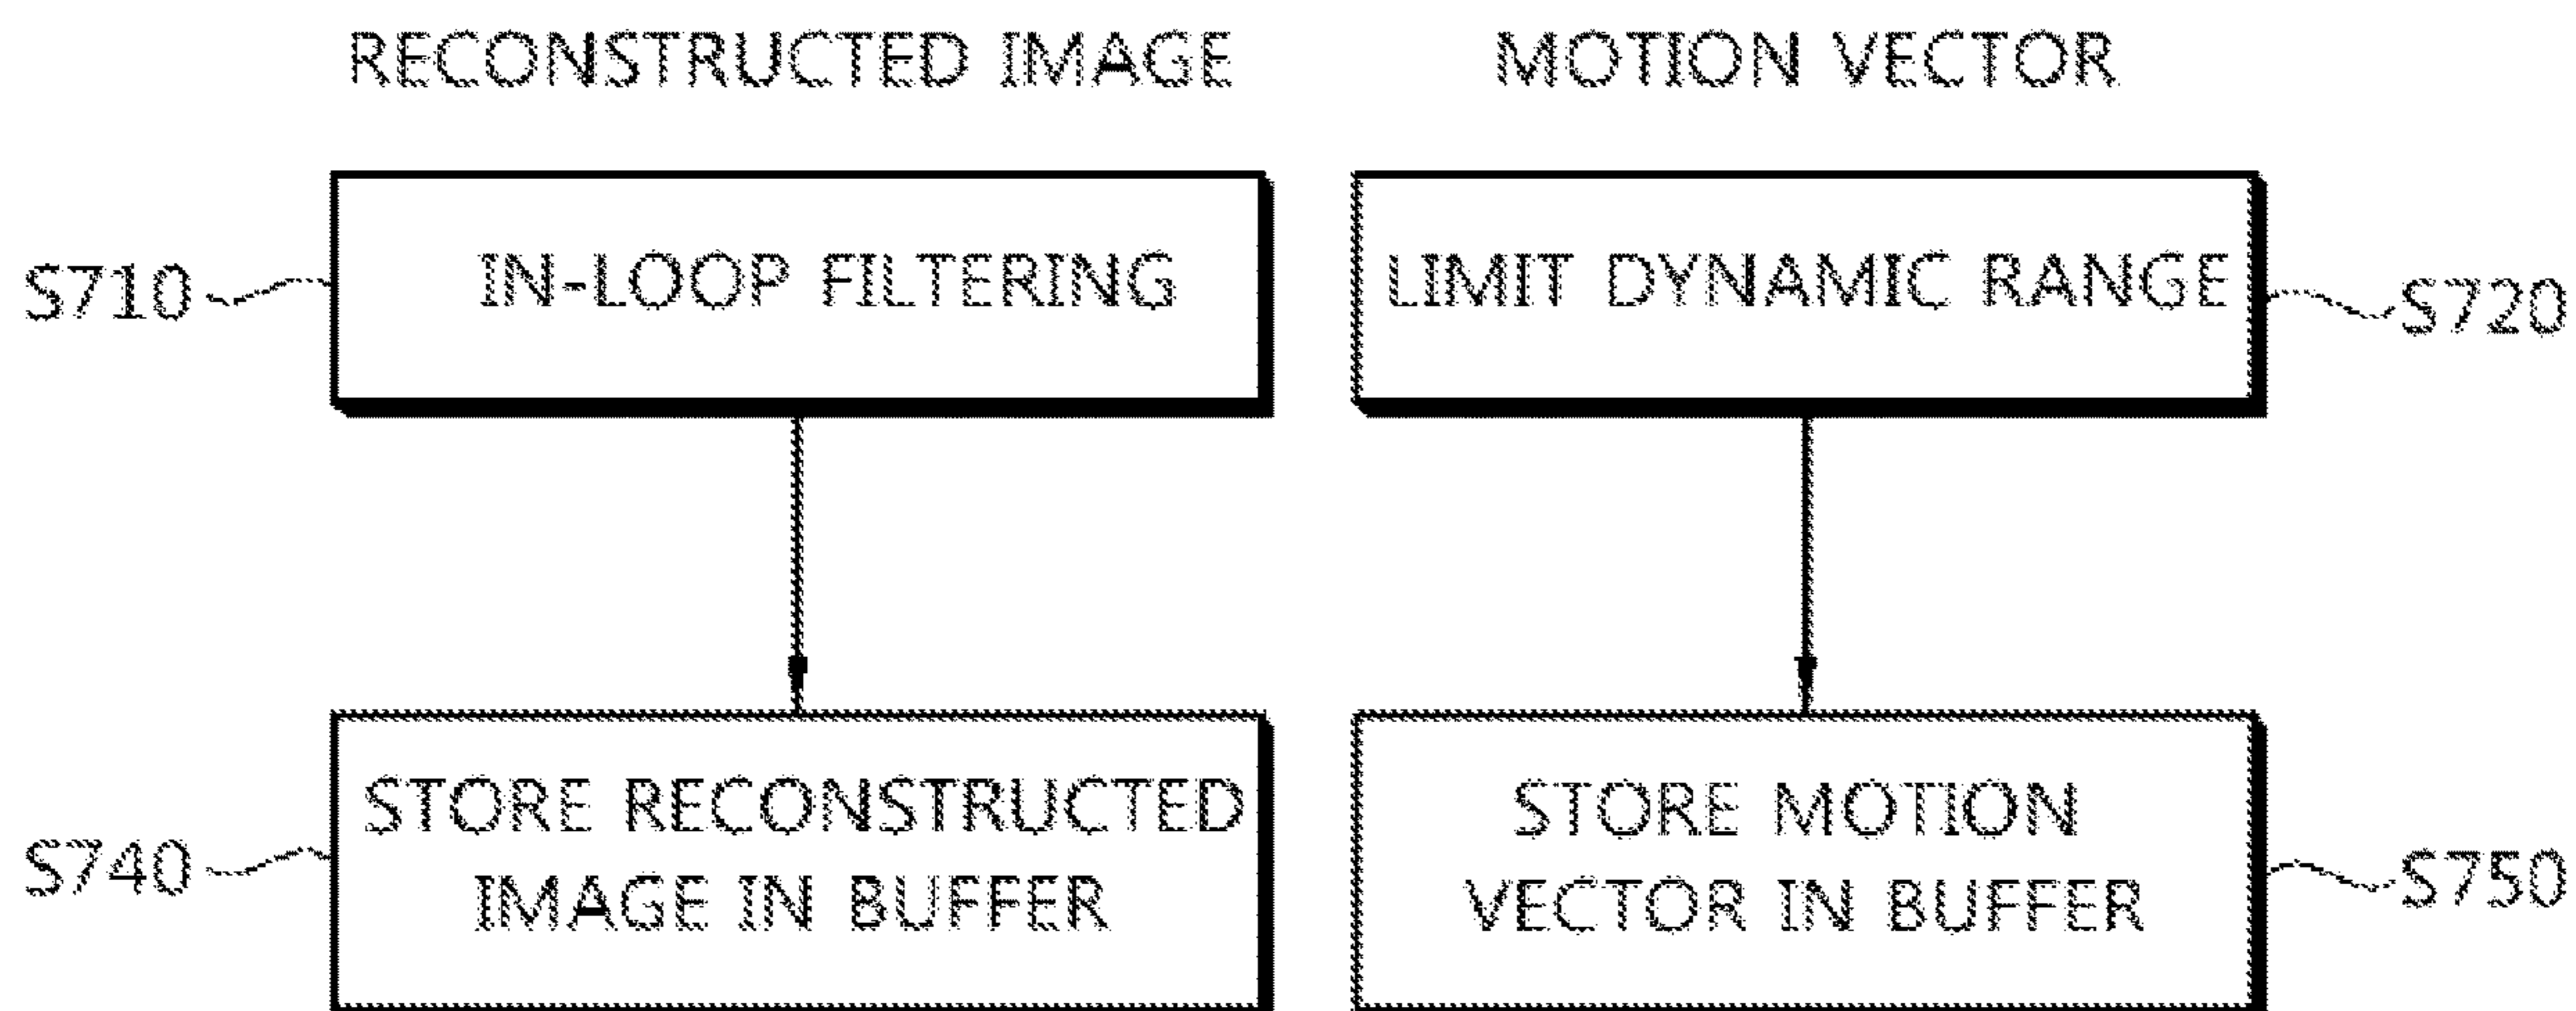 RECONSTRUCTED IMAGE
MOTION VECTOR
S710
IN-LOOP FILTERING
LIMIT DYNAMIC RANGE
S720
S740
STORE RECONSTRUCTED
IMAGE IN BUFFER
STORE MOTION
VECTOR IN BUFFER
S750